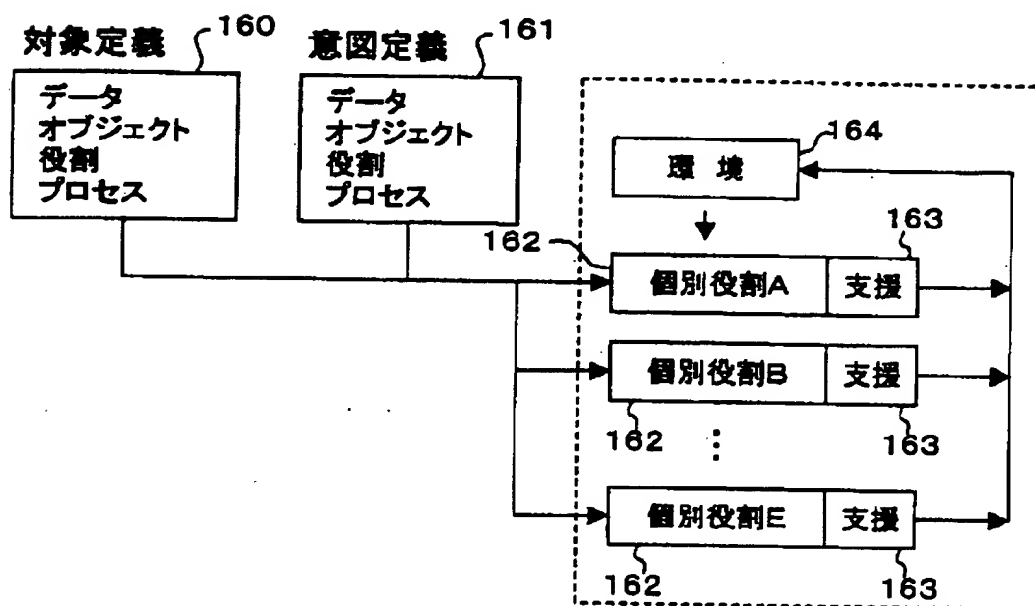 対象定義
160
データ
オブジェクト
役割
プロセス
意図定義
161
データ
オブジェクト
役割
プロセス
164
環 境
162
163
個別役割A
支援
個別役割B
支援
162
163
個別役割E
支援
162
163